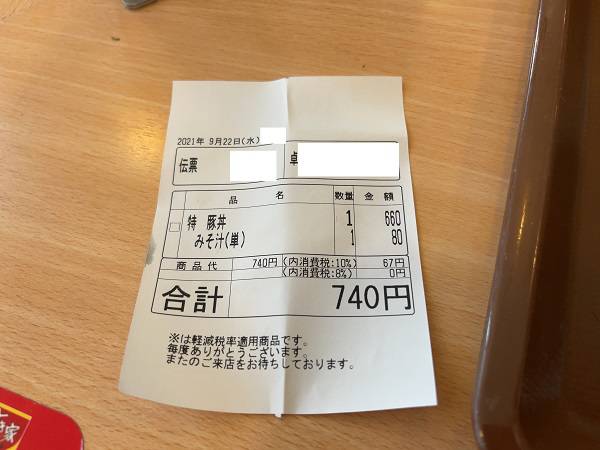 2021年 9月22日(水)
伝票 卓
品 名 数量 金額
特 豚丼 1 660
みそ汁(単) 1 80
商品代 740円 (内消費税:10%) 67円
(内消費税:8%) 0円
合計 740円
※は軽減税率適用商品です。
毎度ありがとうございます。
またのご来店をお待ちしております。
家